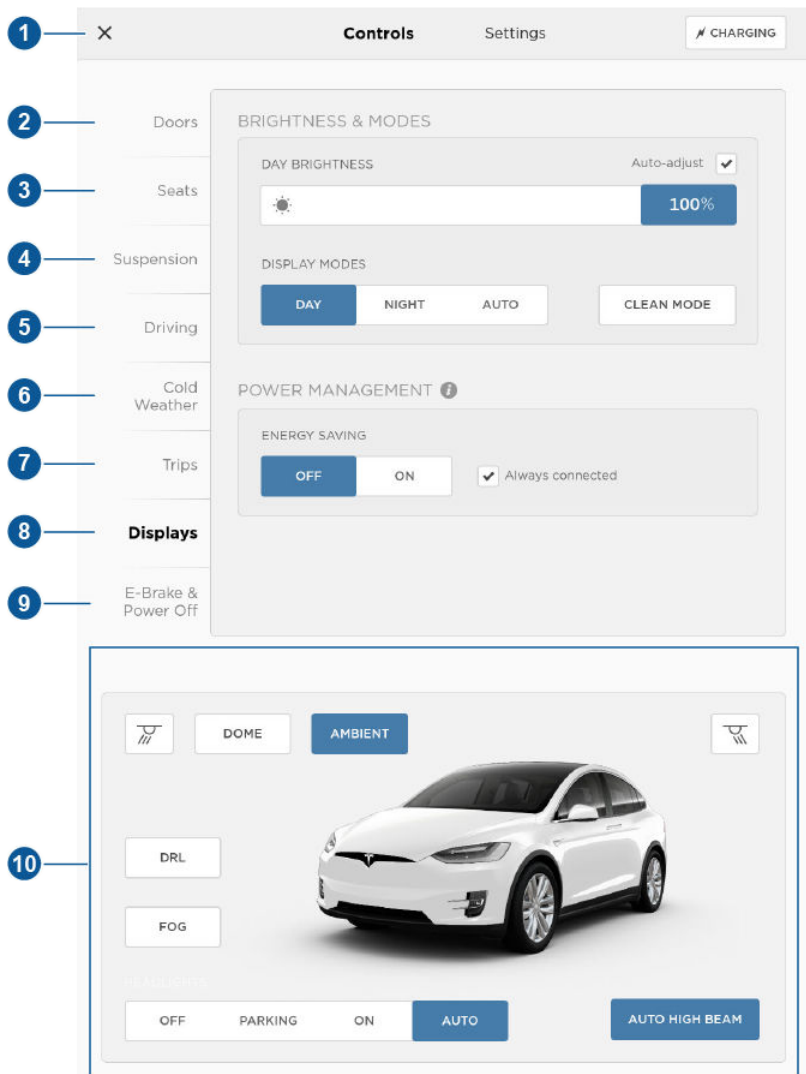 1
Controls
Settings
CHARGING
2
Doors
BRIGHTNESS & MODES
DAY BRIGHTNESS
Auto-adjust
3
Seats
100%
4
Suspension
DISPLAY MODES
DAY
NIGHT
AUTO
CLEAN MODE
5
Driving
6
Cold
Weather
POWER MANAGEMENT i
ENERGY SAVING
7
Trips
OFF
ON
Always connected
8
Displays
9
E-Brake &
Power Off
DOME
AMBIENT
10
DRL
FOG
HEADLIGHTS
OFF
PARKING
ON
AUTO
AUTO HIGH BEAM